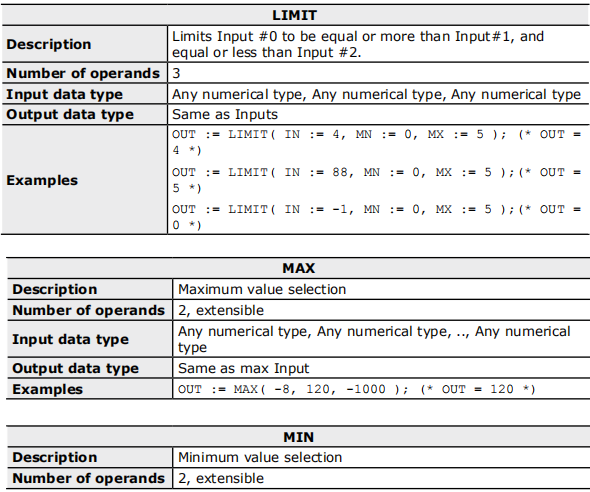 LIMIT
Description
Limits Input #0 to be equal or more than Input#1, and
equal or less than Input #2.
Number of operands 3
Input data type Any numerical type, Any numerical type, Any numerical type
Output data type Same as Inputs
Examples
OUT := LIMIT( IN := 4, MN := 0, MX := 5 ); (* OUT =
4 *)
OUT := LIMIT( IN := 88, MN := 0, MX := 5 );(* OUT =
5 *)
OUT := LIMIT( IN := -1, MN := 0, MX := 5 );(* OUT =
0 *)
MAX
Description Maximum value selection
Number of operands 2, extensible
Input data type
Any numerical type, Any numerical type, .., Any numerical
type
Output data type Same as max Input
Examples OUT := MAX( -8, 120, -1000 ); (* OUT = 120 *)
MIN
Description Minimum value selection
Number of operands 2, extensible